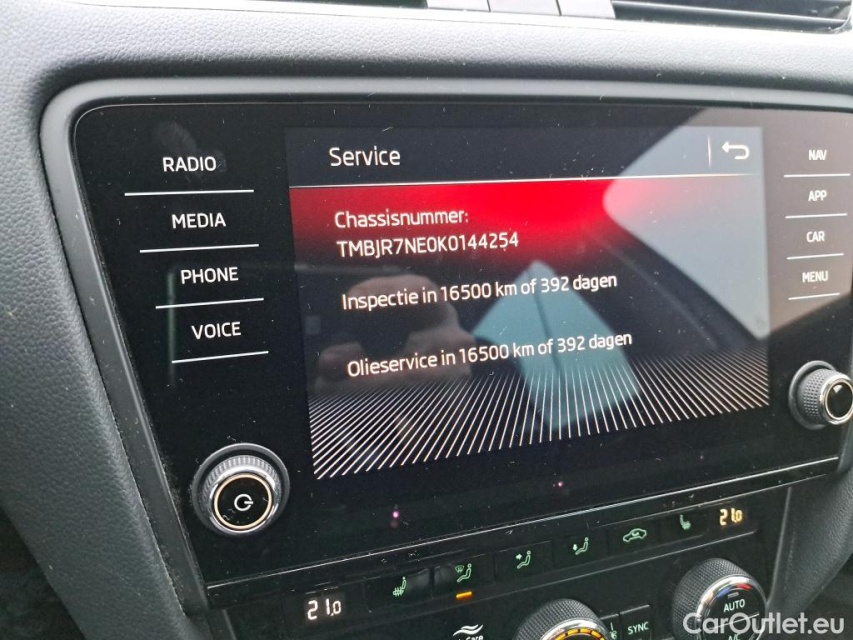 RADIO
MEDIA
PHONE
VOICE
Service
Chassisnummer:
TMBJR7NE0K0144254
Inspectie in 16500 km of 392 dagen
Olieservice in 16500 km of 392 dagen
NAV
APP
CAR
MENU
21.0
21.0
SYNC
AUTO
CarOutlet.eu